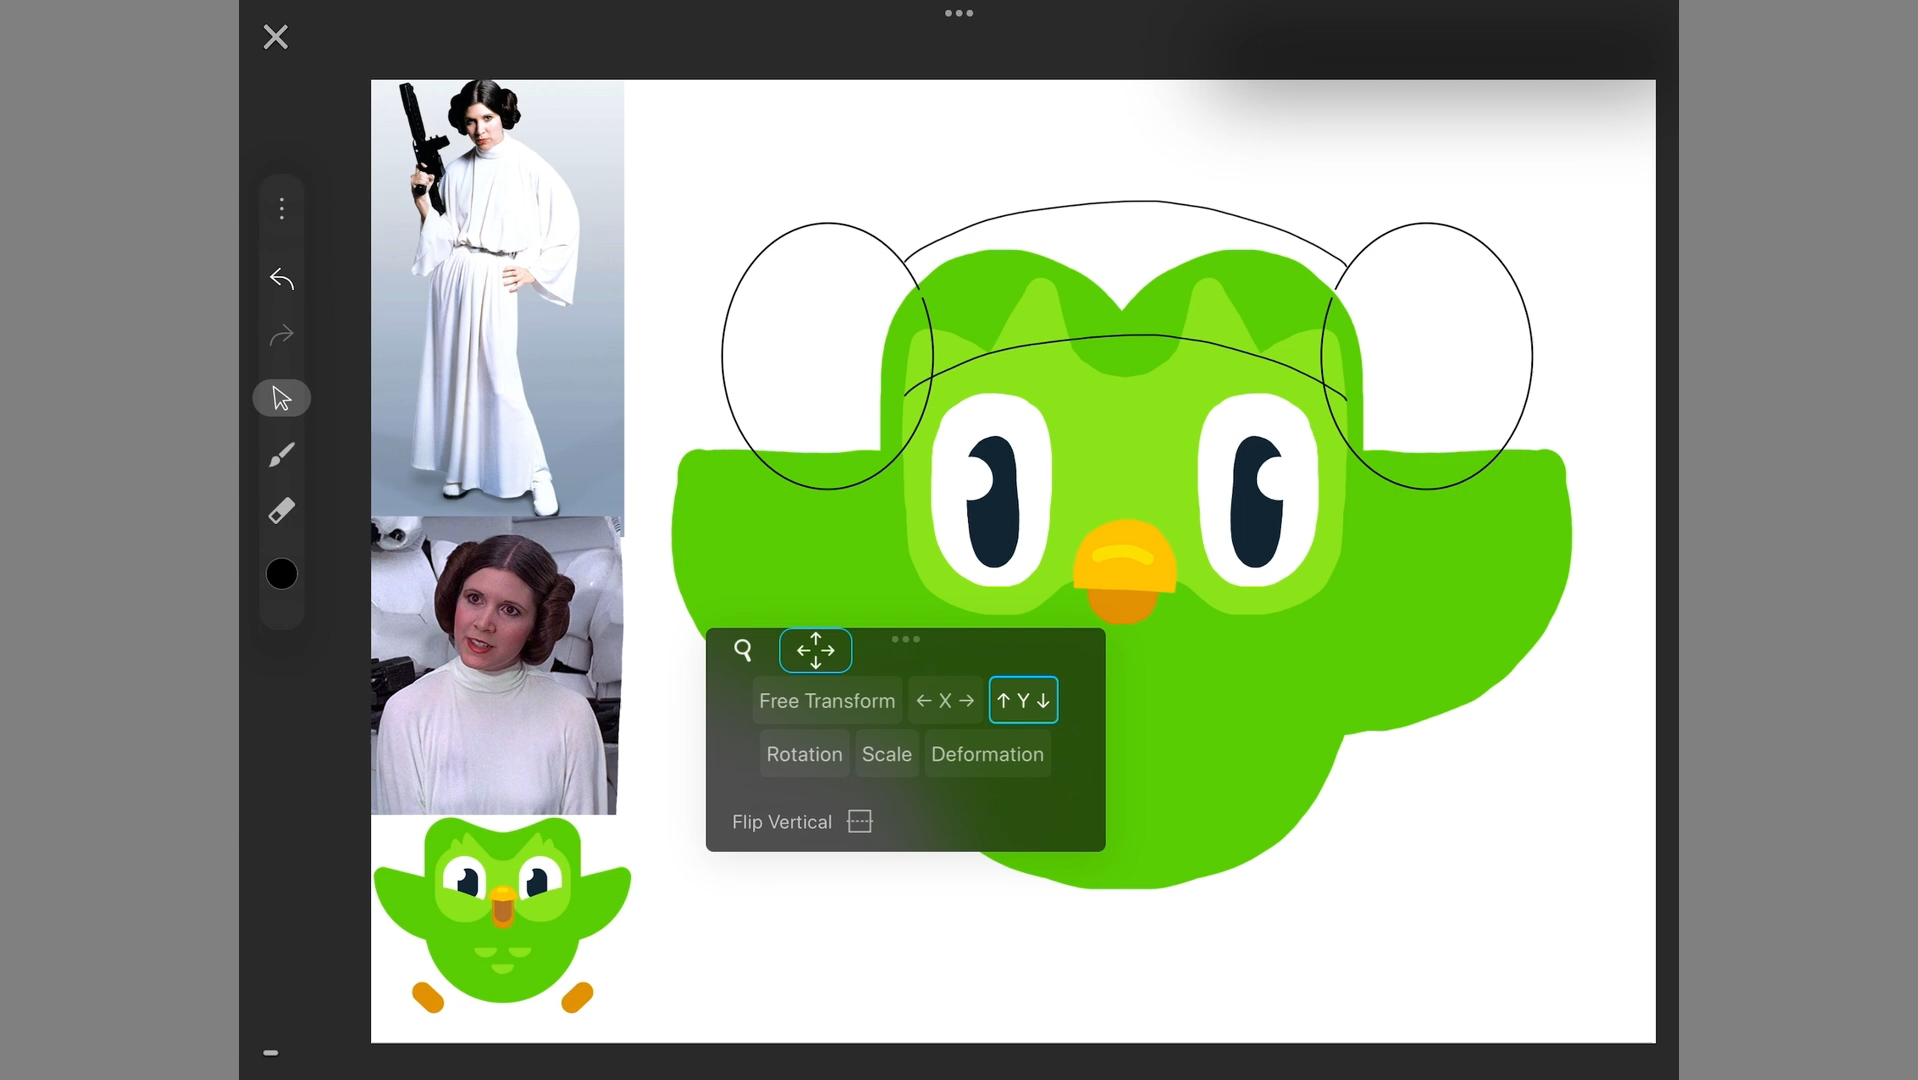 Free Transform ← X → ↑ Y ↓
Rotation Scale Deformation
Flip Vertical